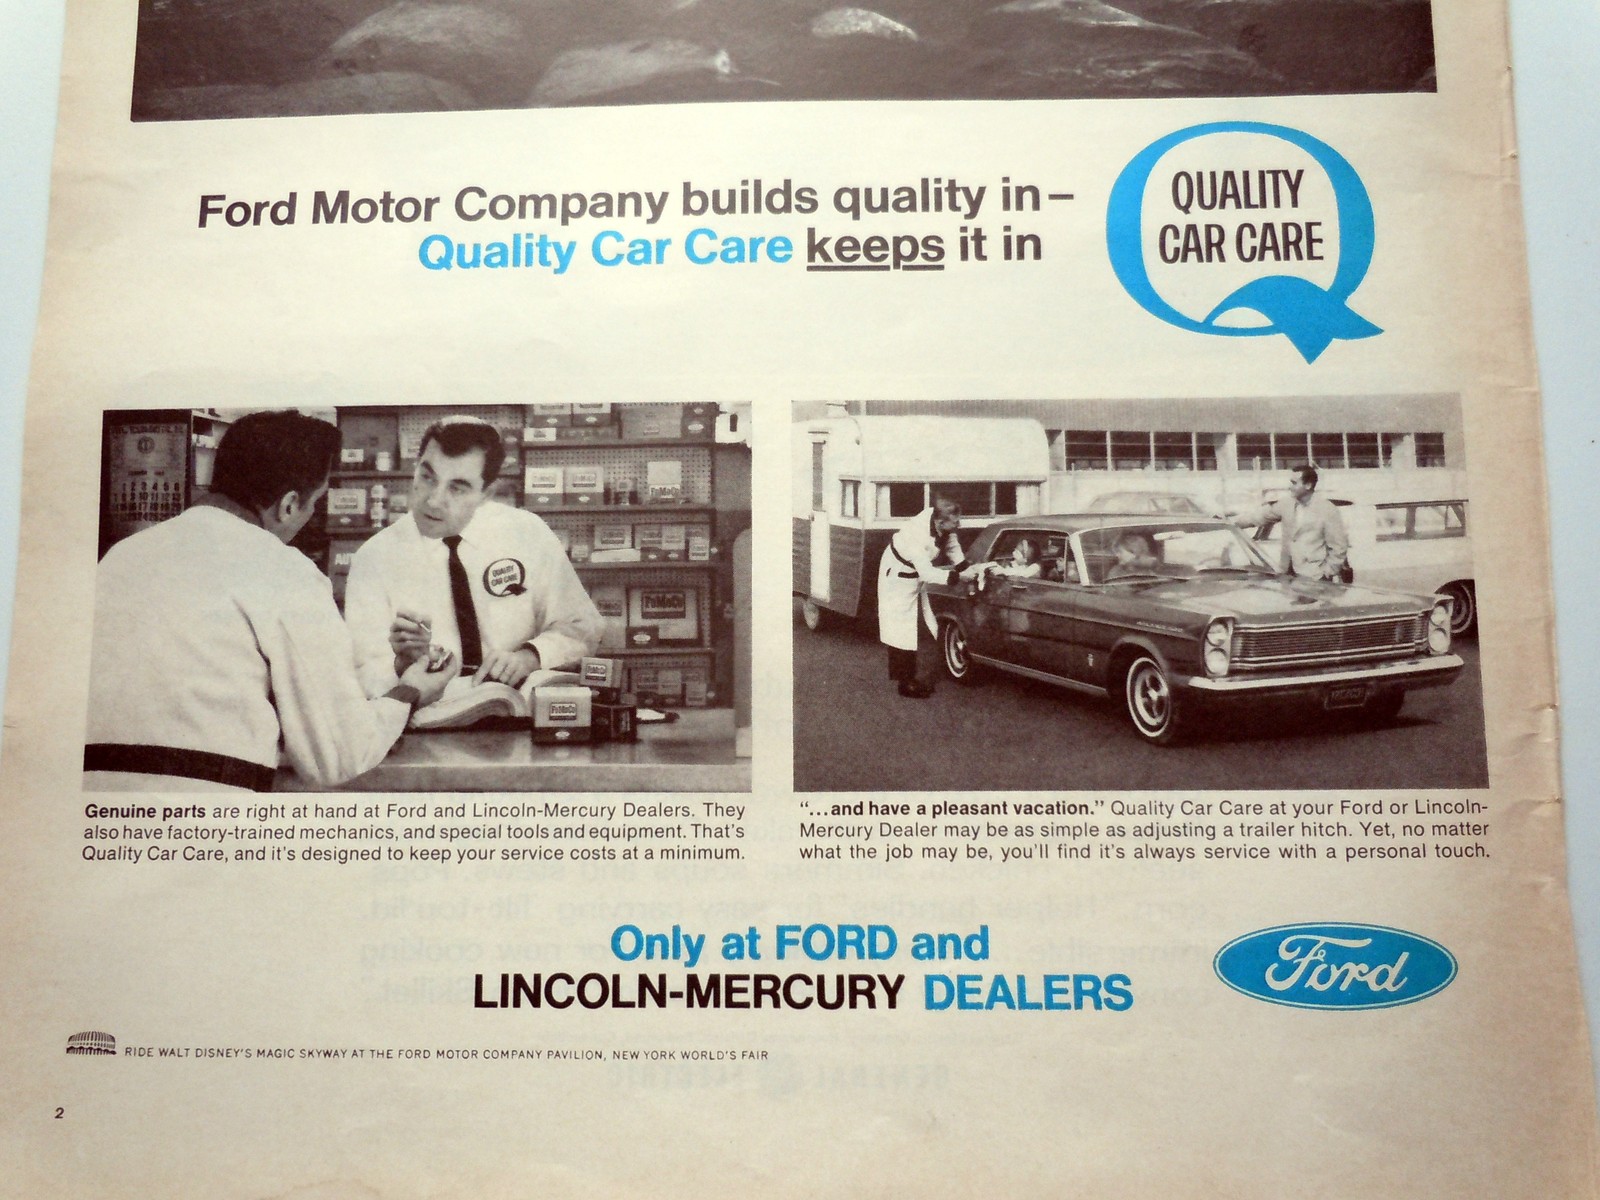 Ford Motor Company builds quality in–
Quality Car Care keeps it in
QUALITY
CAR CARE
QUALITY
CAR CARE
FoMoCo
FoMoCo
FoMoCo
Genuine parts are right at hand at Ford and Lincoln-Mercury Dealers. They
also have factory-trained mechanics, and special tools and equipment. That's
Quality Car Care, and it's designed to keep your service costs at a minimum.
“...and have a pleasant vacation.” Quality Car Care at your Ford or Lincoln-
Mercury Dealer may be as simple as adjusting a trailer hitch. Yet, no matter
what the job may be, you'll find it's always service with a personal touch.
Only at FORD and
LINCOLN-MERCURY DEALERS
Ford
RIDE WALT DISNEY'S MAGIC SKYWAY AT THE FORD MOTOR COMPANY PAVILION, NEW YORK WORLD'S FAIR
2